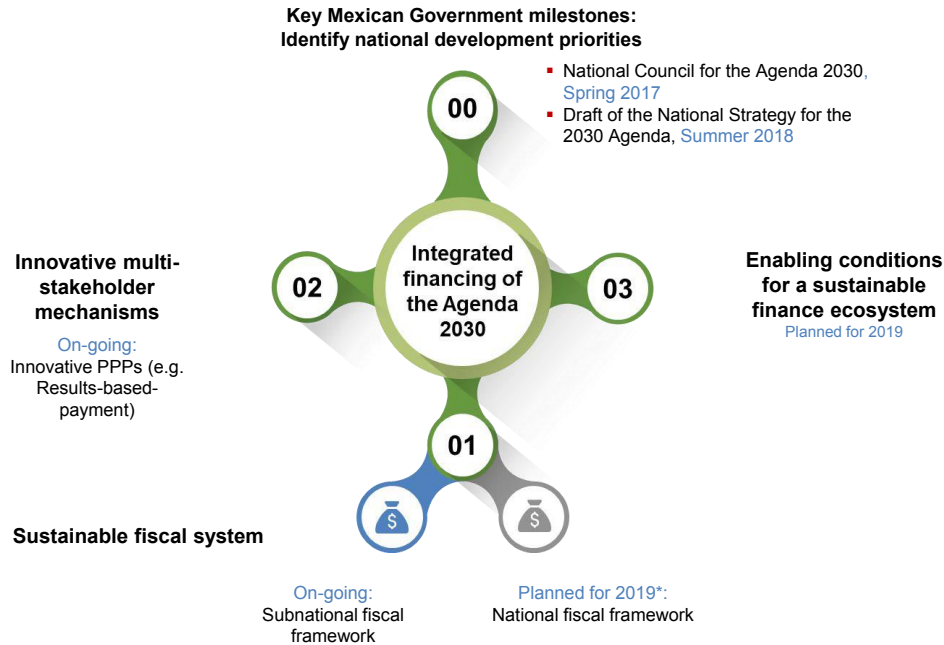 Key Mexican Government milestones:
Identify national development priorities
▪ National Council for the Agenda 2030,
Spring 2017
▪ Draft of the National Strategy for the
2030 Agenda, Summer 2018
00
Integrated
financing of
the Agenda
2030
02
Innovative multi-
stakeholder
mechanisms
On-going:
Innovative PPPs (e.g.
Results-based-
payment)
03
Enabling conditions
for a sustainable
finance ecosystem
Planned for 2019
01
$
$
Sustainable fiscal system
On-going:
Subnational fiscal
framework
Planned for 2019*:
National fiscal framework